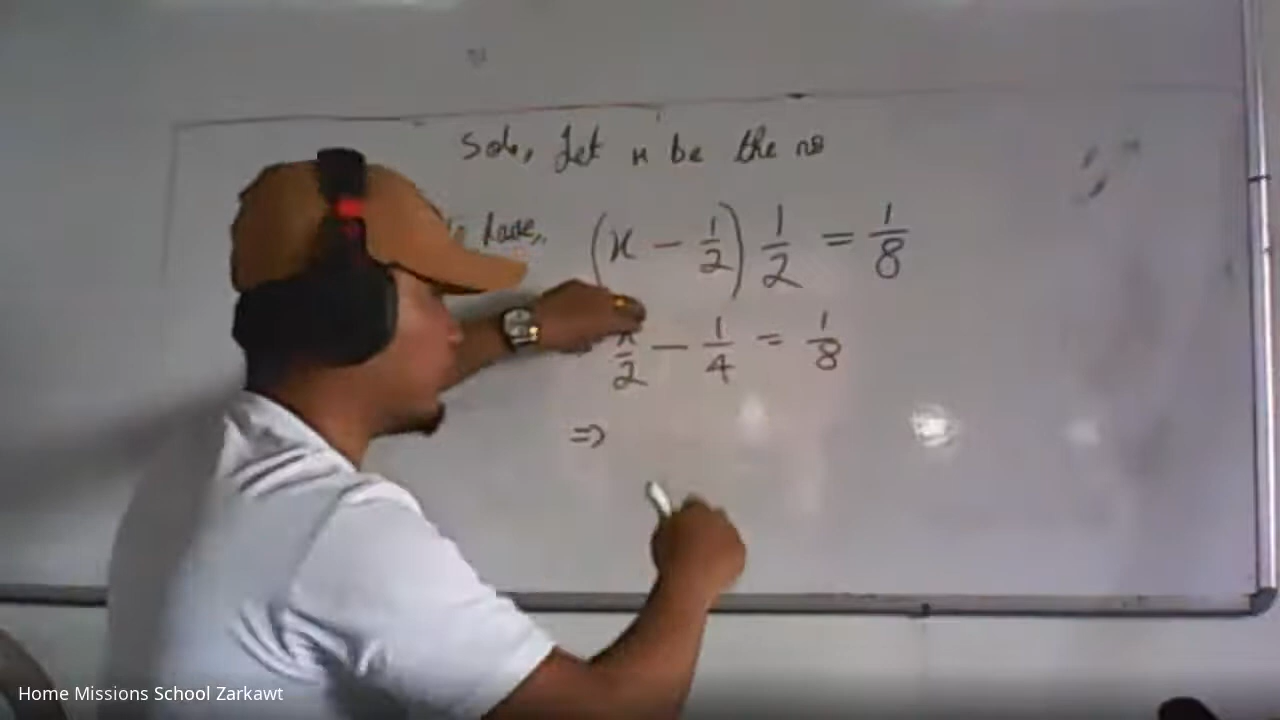 Soln, Let x be the no
have,
(x - 1/2) 1/2 = 1/8
x/2 - 1/4 = 1/8
⇒
Home Missions School Zarkawt